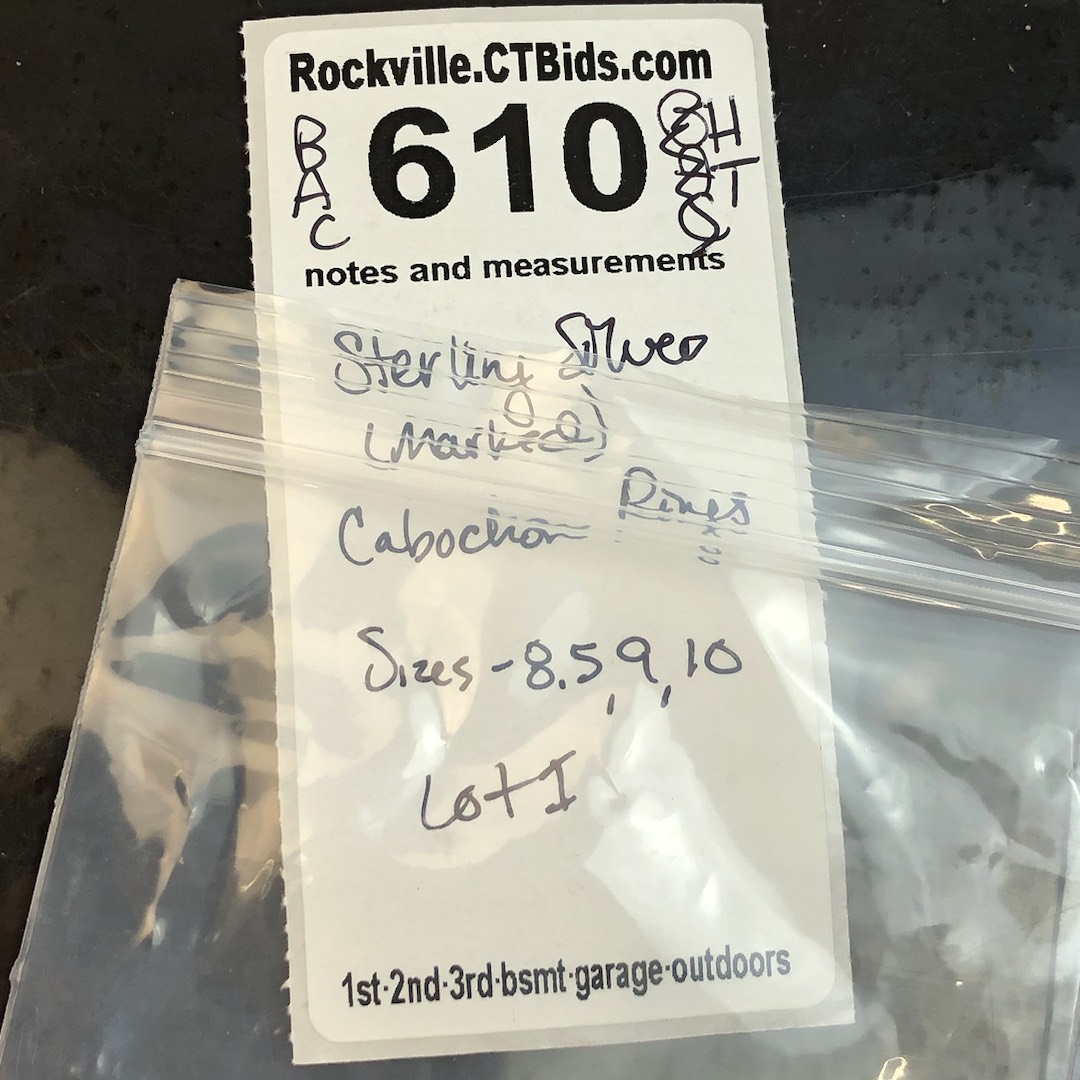 Rockville.CTBids.com
BAC 610 HT
notes and measurements
Sterling Silver
(Marked)
Cabochon Rings
Sizes - 8.5, 9, 10
Lot I
1st·2nd·3rd·bsmt·garage·outdoors